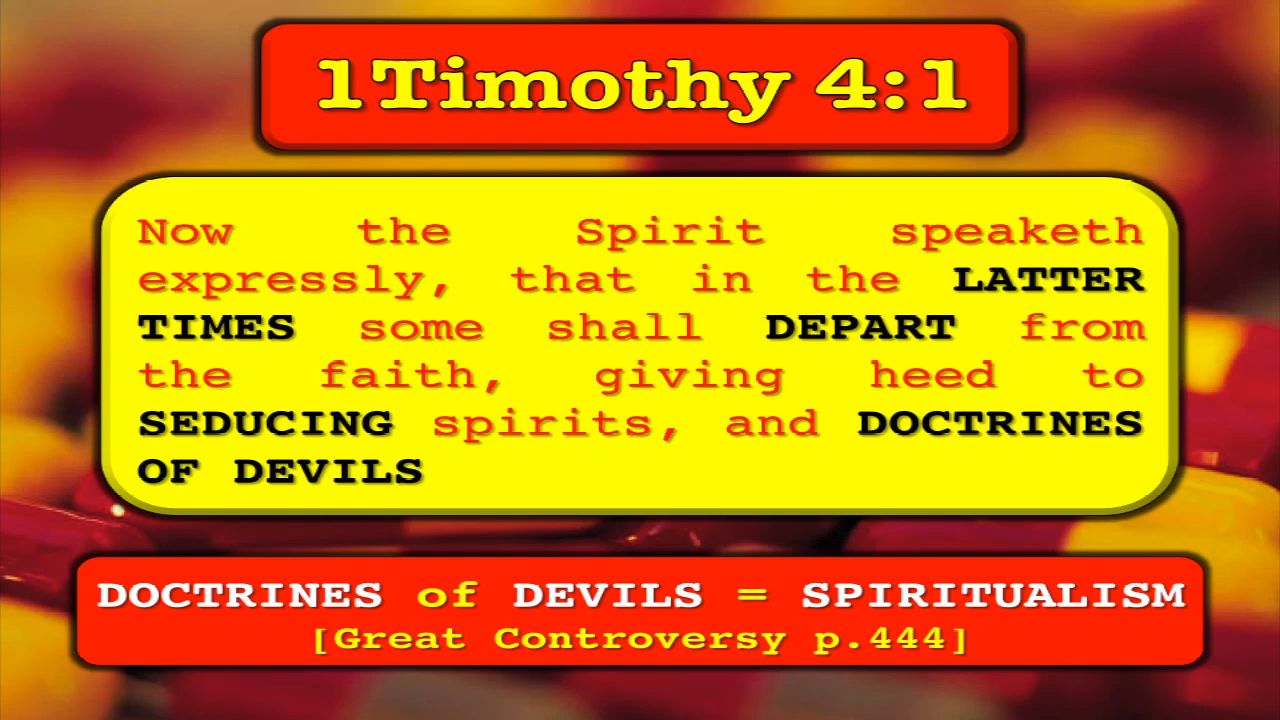 1Timothy 4:1
Now the Spirit speaketh
expressly, that in the LATTER
TIMES some shall DEPART from
the faith, giving heed to
SEDUCING spirits, and DOCTRINES
OF DEVILS
DOCTRINES of DEVILS = SPIRITUALISM
[Great Controversy p.444]